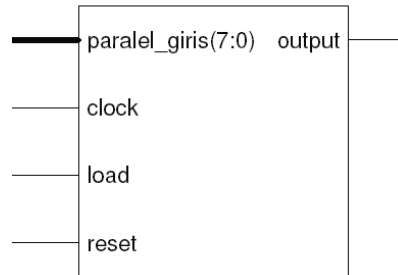 paralel_giris(7:0) output
clock
load
reset